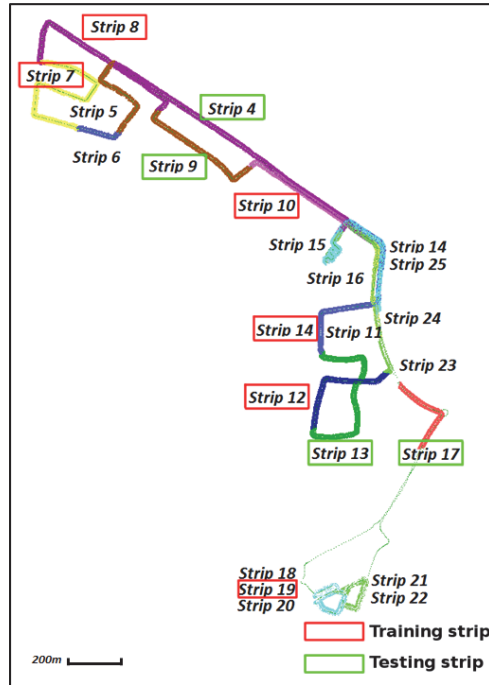 Strip 8
Strip 7
Strip 5
Strip 4
Strip 6
Strip 9
Strip 10
Strip 15
Strip 14
Strip 25
Strip 16
Strip 24
Strip 14
Strip 11
Strip 23
Strip 12
Strip 13
Strip 17
Strip 18
Strip 19
Strip 20
Strip 21
Strip 22
Training strip
Testing strip
200m